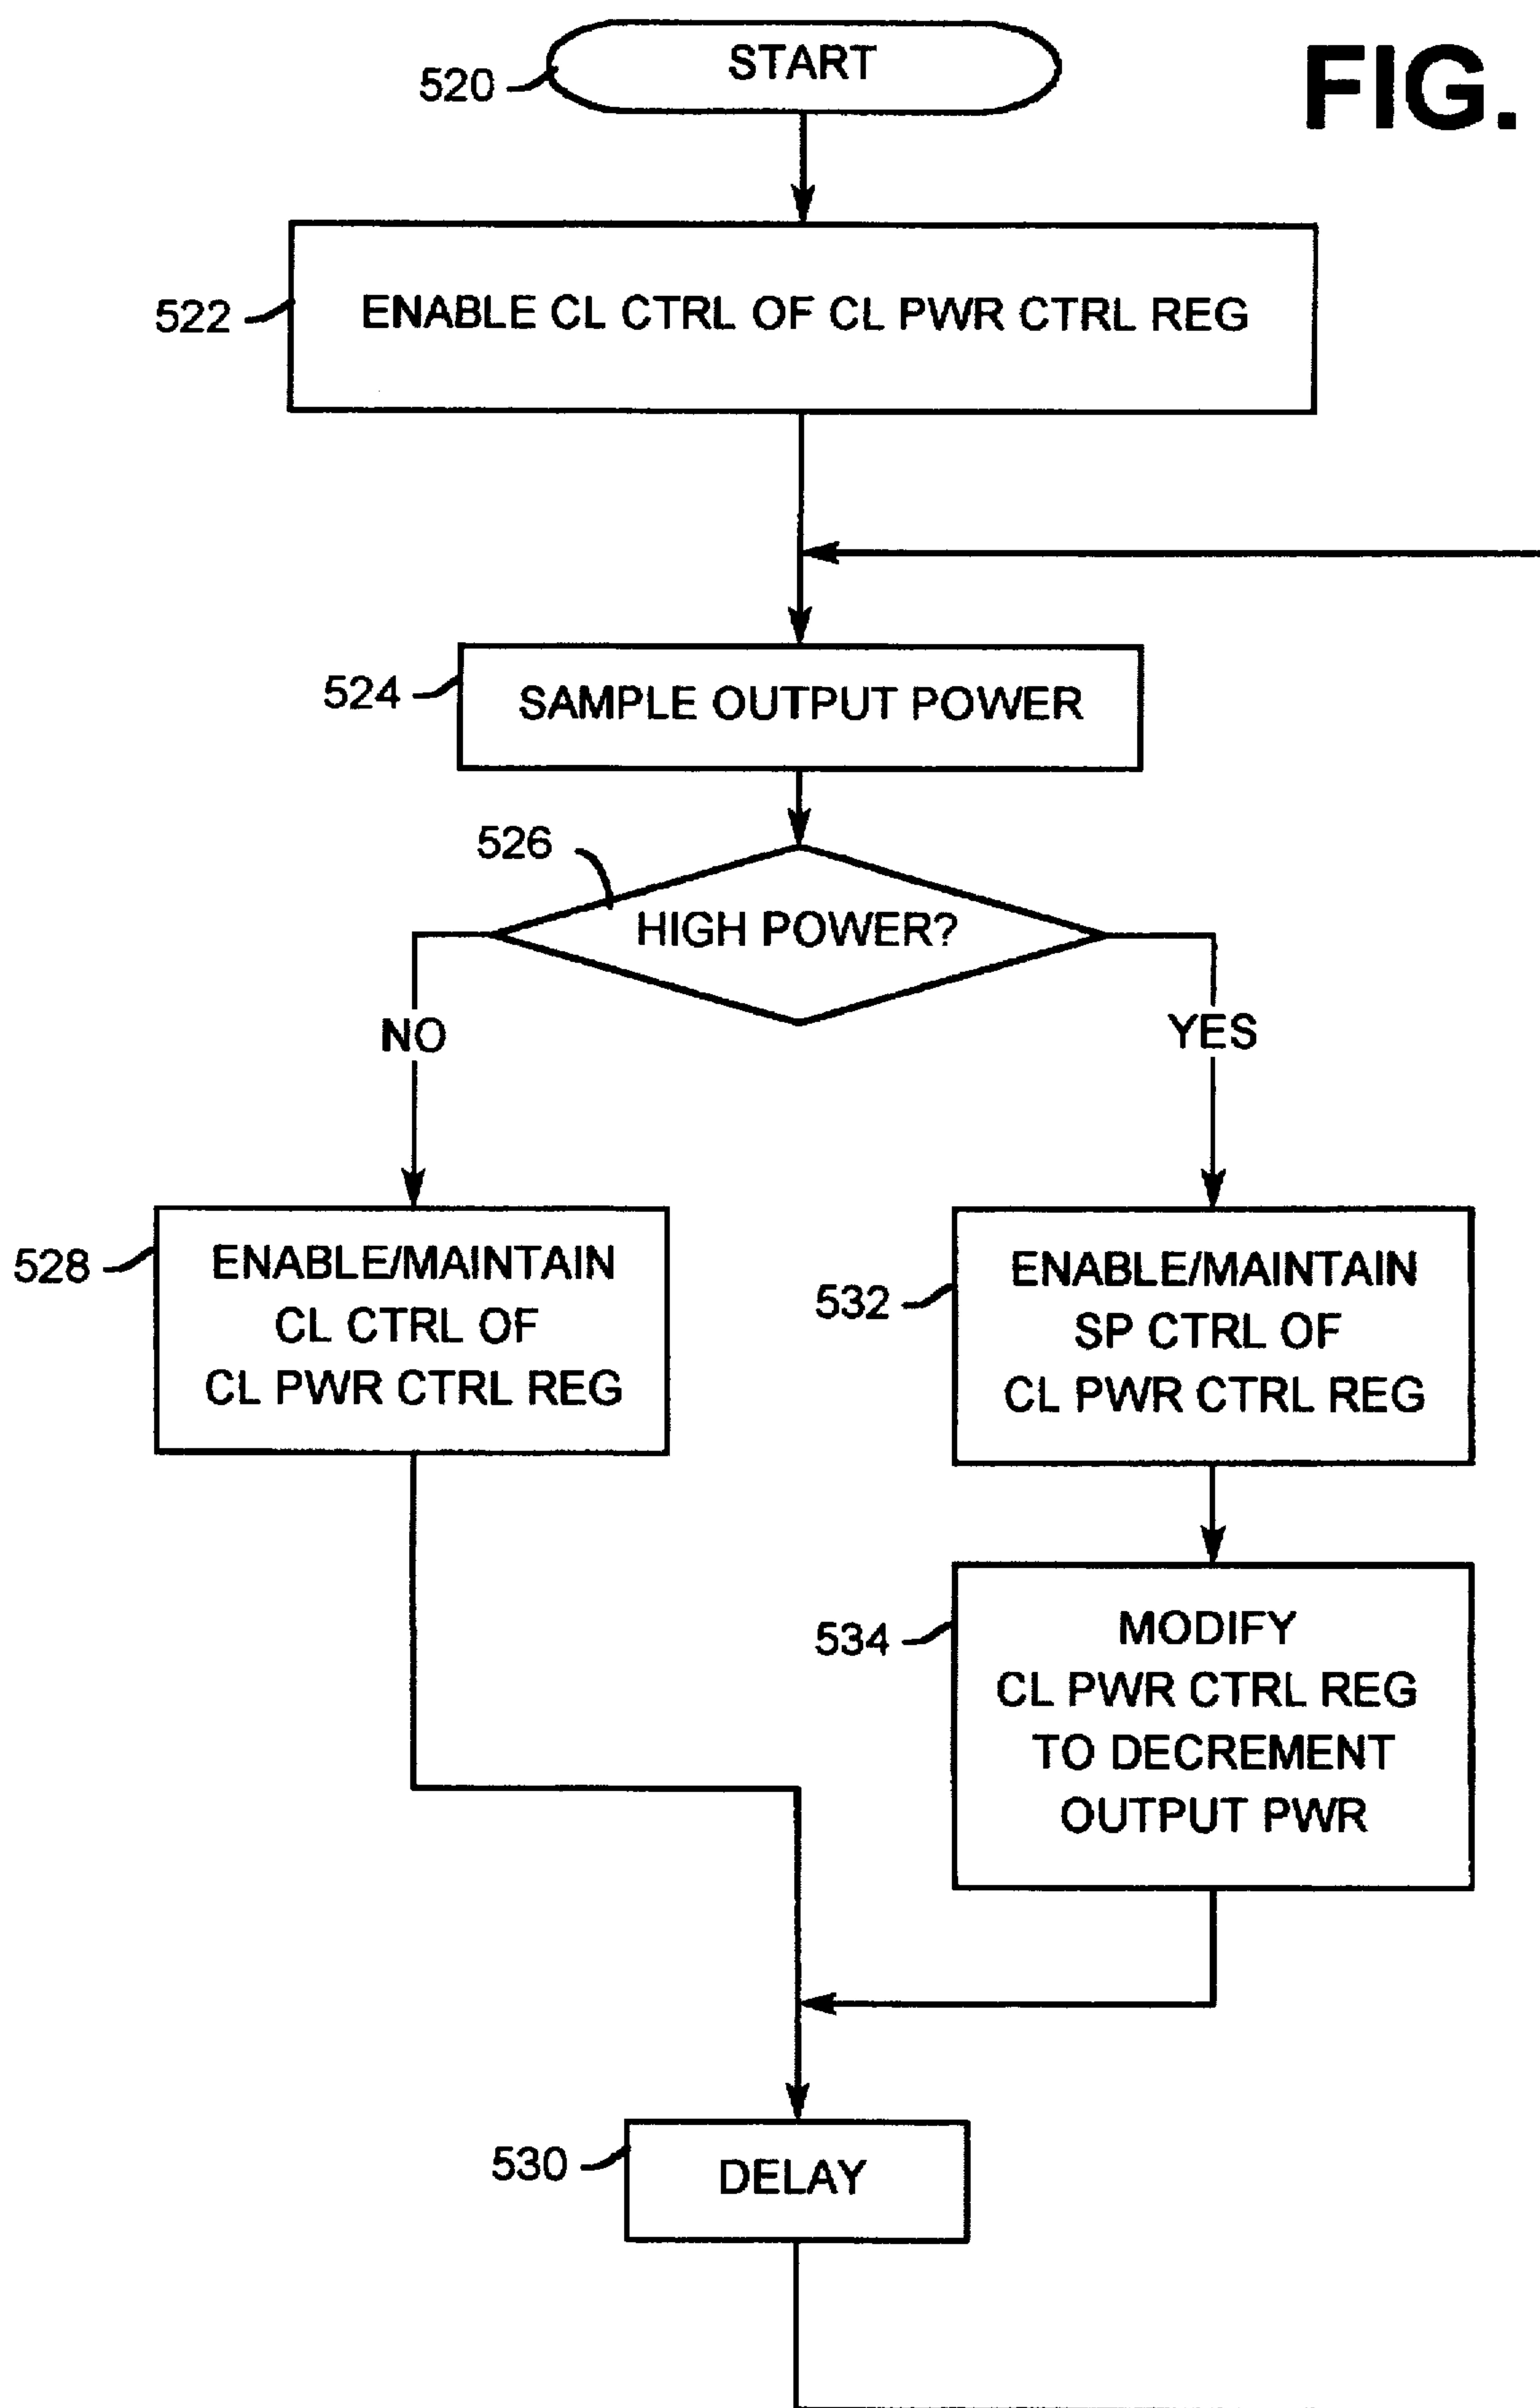 FIG.
START
520
ENABLE CL CTRL OF CL PWR CTRL REG
522
SAMPLE OUTPUT POWER
524
526
HIGH POWER?
NO
YES
528
ENABLE/MAINTAIN
CL CTRL OF
CL PWR CTRL REG
532
ENABLE/MAINTAIN
SP CTRL OF
CL PWR CTRL REG
534
MODIFY
CL PWR CTRL REG
TO DECREMENT
OUTPUT PWR
530
DELAY